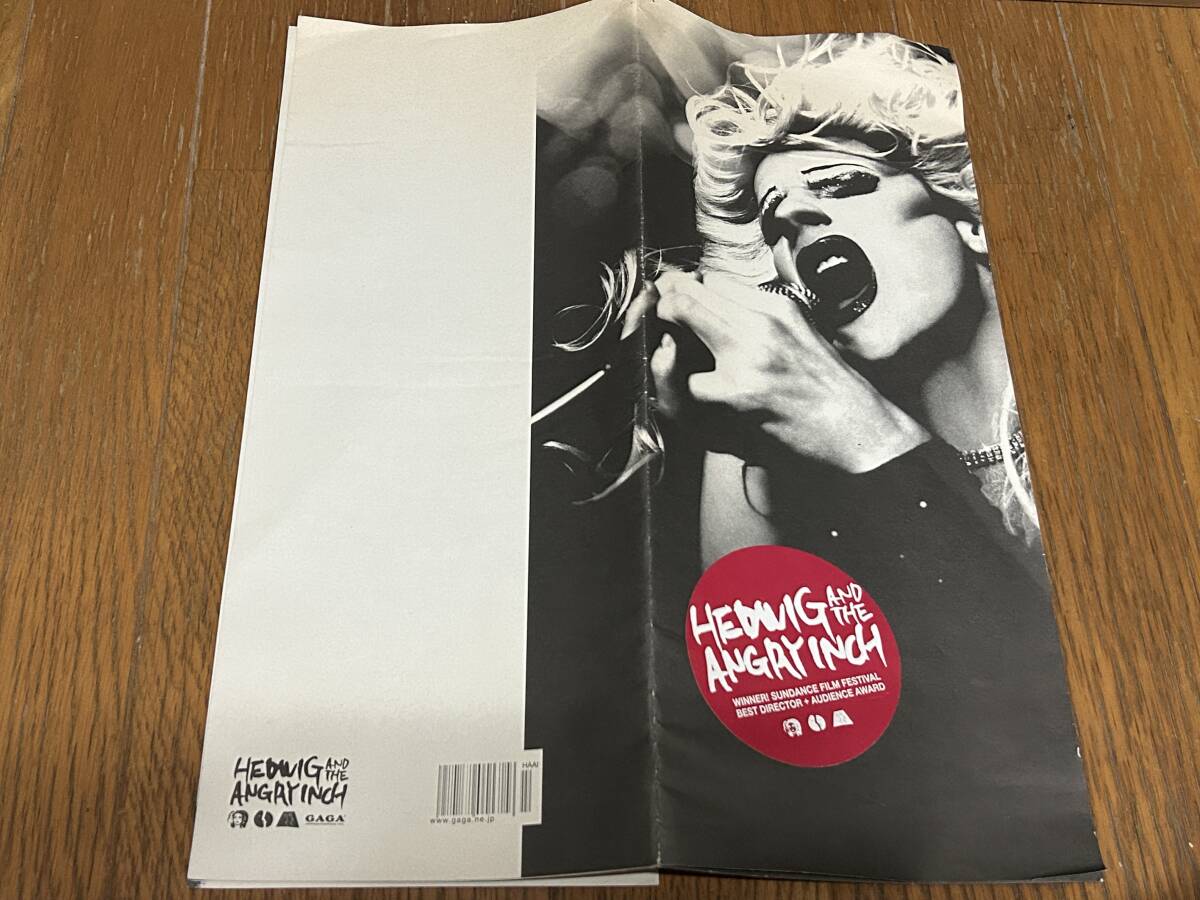 HEDWIG AND THE
ANGRY INCH
WINNER! SUNDANCE FILM FESTIVAL
BEST DIRECTOR + AUDIENCE AWARD
HEDWIG AND THE
ANGRY INCH
GAGA
HAAI
www.gaga.ne.jp